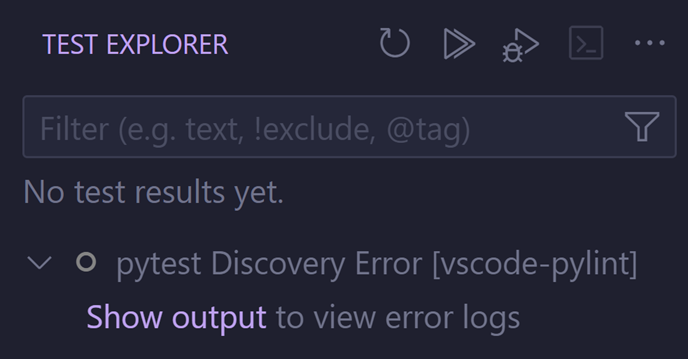 TEST EXPLORER
Filter (e.g. text, !exclude, @tag)
No test results yet.
pytest Discovery Error [vscode-pylint]
Show output to view error logs